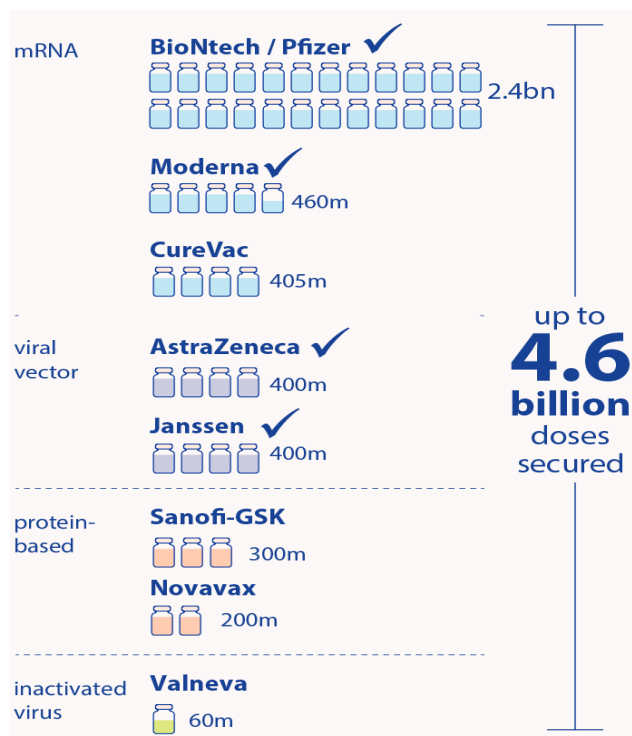 mRNA
BioNtech / Pfizer
2.4bn
Moderna
460m
CureVac
405m
viral
vector
AstraZeneca
400m
Janssen
400m
protein-
based
Sanofi-GSK
300m
Novavax
200m
inactivated
virus
Valneva
60m
up to
4.6
billion
doses
secured